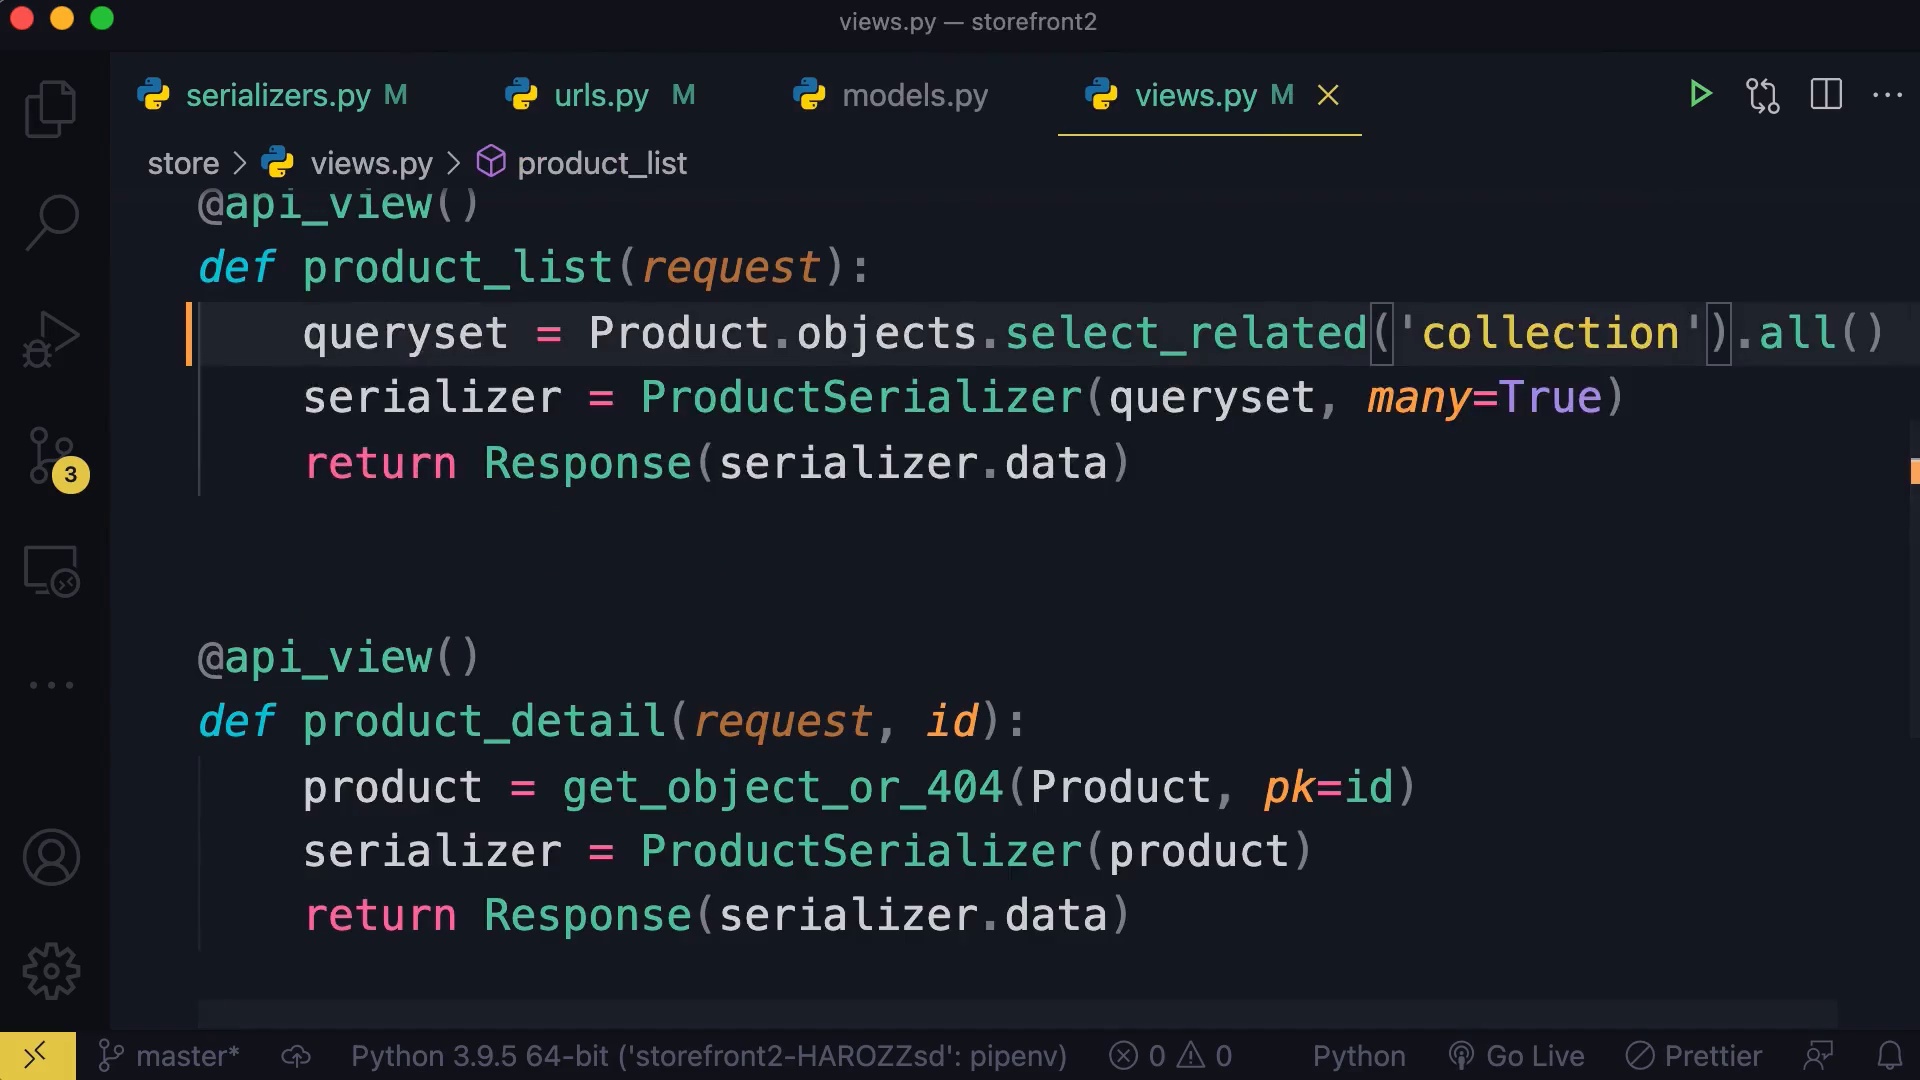 views.py — storefront2
serializers.py M urls.py M models.py views.py M
store > views.py > product_list
@api_view()
def product_list(request):
queryset = Product.objects.select_related('collection').all()
serializer = ProductSerializer(queryset, many=True)
return Response(serializer.data)
@api_view()
def product_detail(request, id):
product = get_object_or_404(Product, pk=id)
serializer = ProductSerializer(product)
return Response(serializer.data)
3
master* Python 3.9.5 64-bit ('storefront2-HAROZZsd': pipenv) 0 0 Python Go Live Prettier